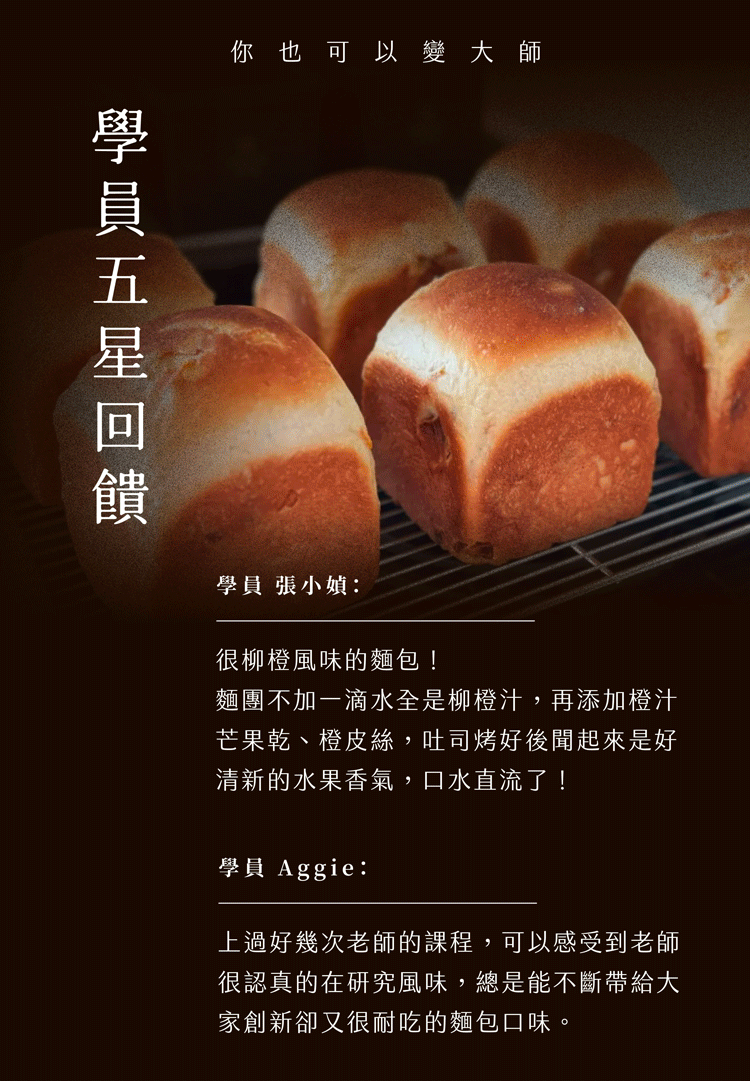 你也可以變大師
學員五星回饋
學員 張小媜：
很柳橙風味的麵包！
麵團不加一滴水全是柳橙汁，再添加橙汁
芒果乾、橙皮絲，吐司烤好後聞起來是好
清新的水果香氣，口水直流了！
學員 Aggie：
上過好幾次老師的課程，可以感受到老師
很認真的在研究風味，總是能不斷帶給大
家創新卻又很耐吃的麵包口味。